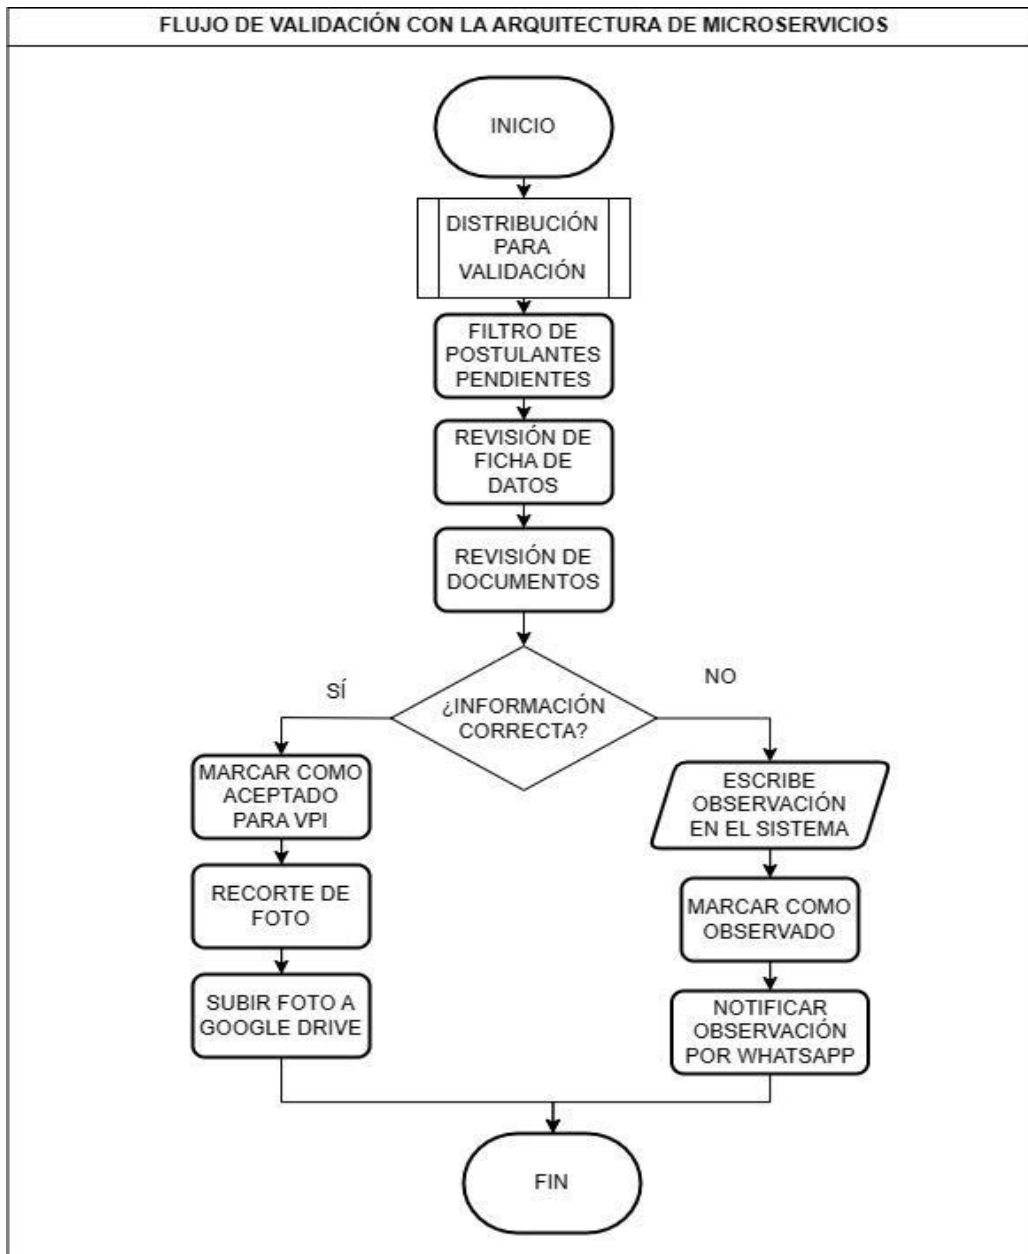 FLUJO DE VALIDACIÓN CON LA ARQUITECTURA DE MICROSERVICIOS
INICIO
DISTRIBUCIÓN
PARA
VALIDACIÓN
FILTRO DE
POSTULANTES
PENDIENTES
REVISIÓN DE
FICHA DE
DATOS
REVISIÓN DE
DOCUMENTOS
¿INFORMACIÓN
CORRECTA?
SÍ
MARCAR COMO
ACEPTADO
PARA VPI
RECORTE DE
FOTO
SUBIR FOTO A
GOOGLE DRIVE
NO
ESCRIBE
OBSERVACIÓN
EN EL SISTEMA
MARCAR COMO
OBSERVADO
NOTIFICAR
OBSERVACIÓN
POR WHATSAPP
FIN